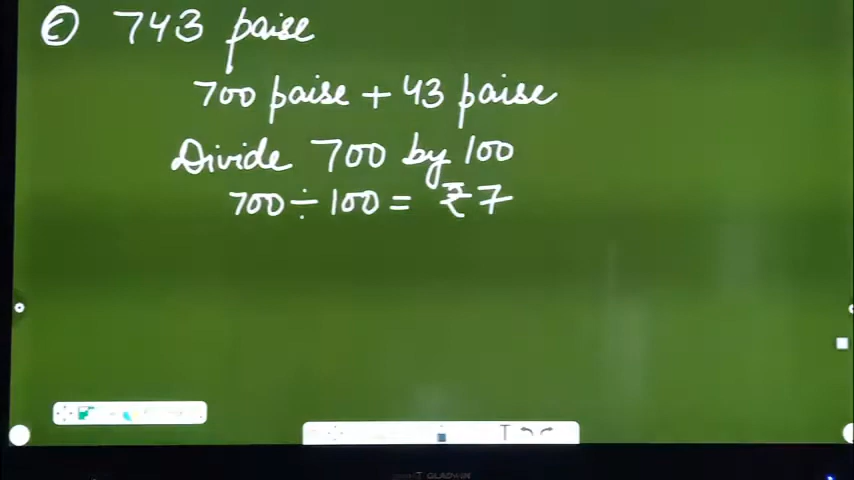 c 743 paise
700 paise + 43 paise
Divide 700 by 100
700 ÷ 100 = ₹7
T